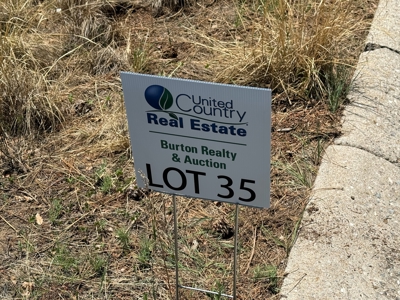 United
Country
Real Estate
Burton Realty
& Auction
LOT 35